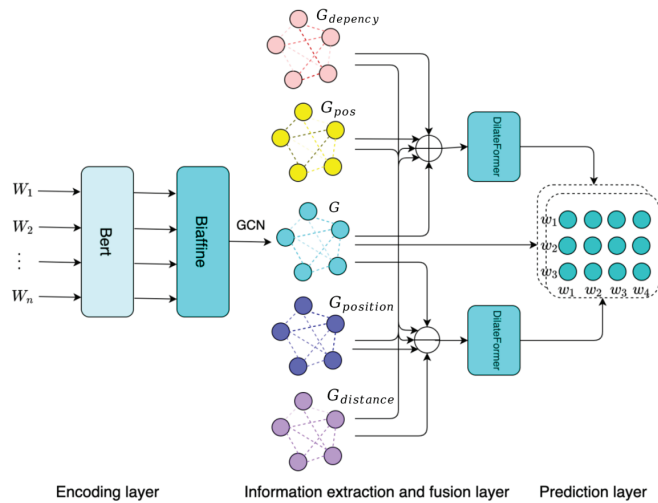 G_depency
G_pos
W_1
W_2
⋮
W_n
Bert
Biaffine
GCN
G
G_position
G_distance
DilateFormer
DilateFormer
w_1
w_2
w_3
w_1 w_2 w_3 w_4
Encoding layer
Information extraction and fusion layer
Prediction layer